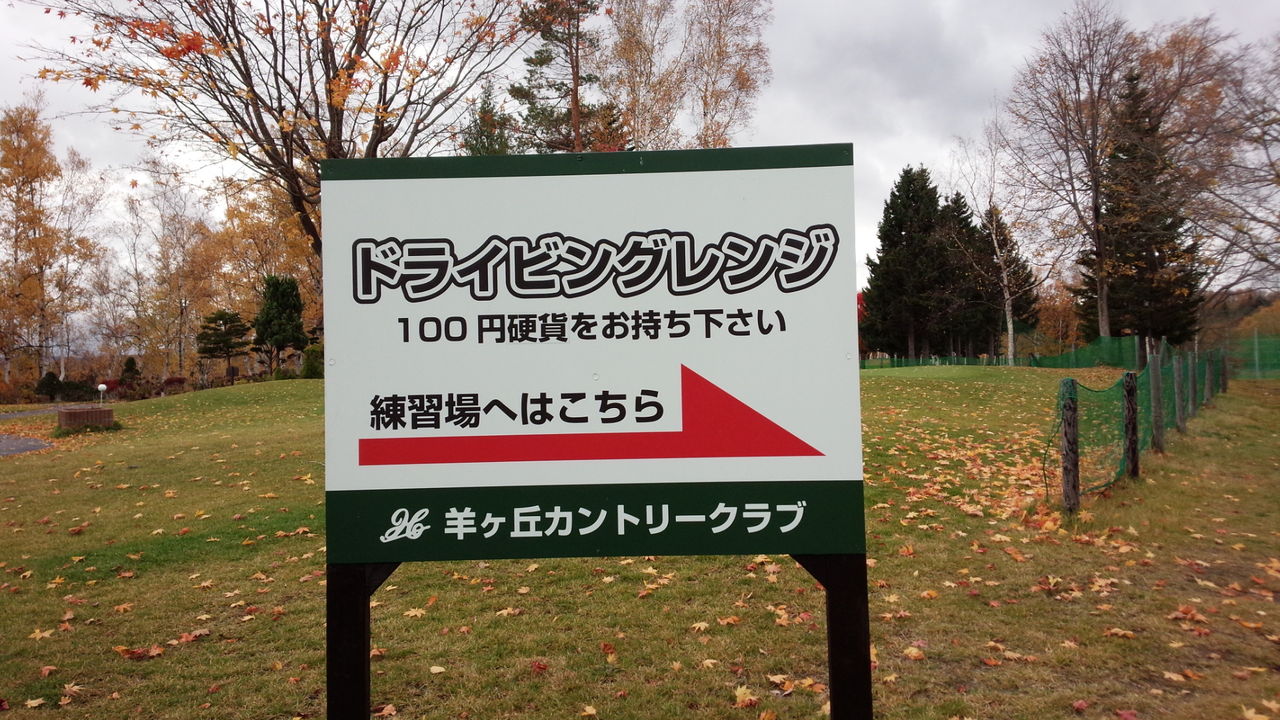 ドライビングレンジ
100円硬貨をお持ち下さい
練習場へはこちら
羊ヶ丘カントリークラブ